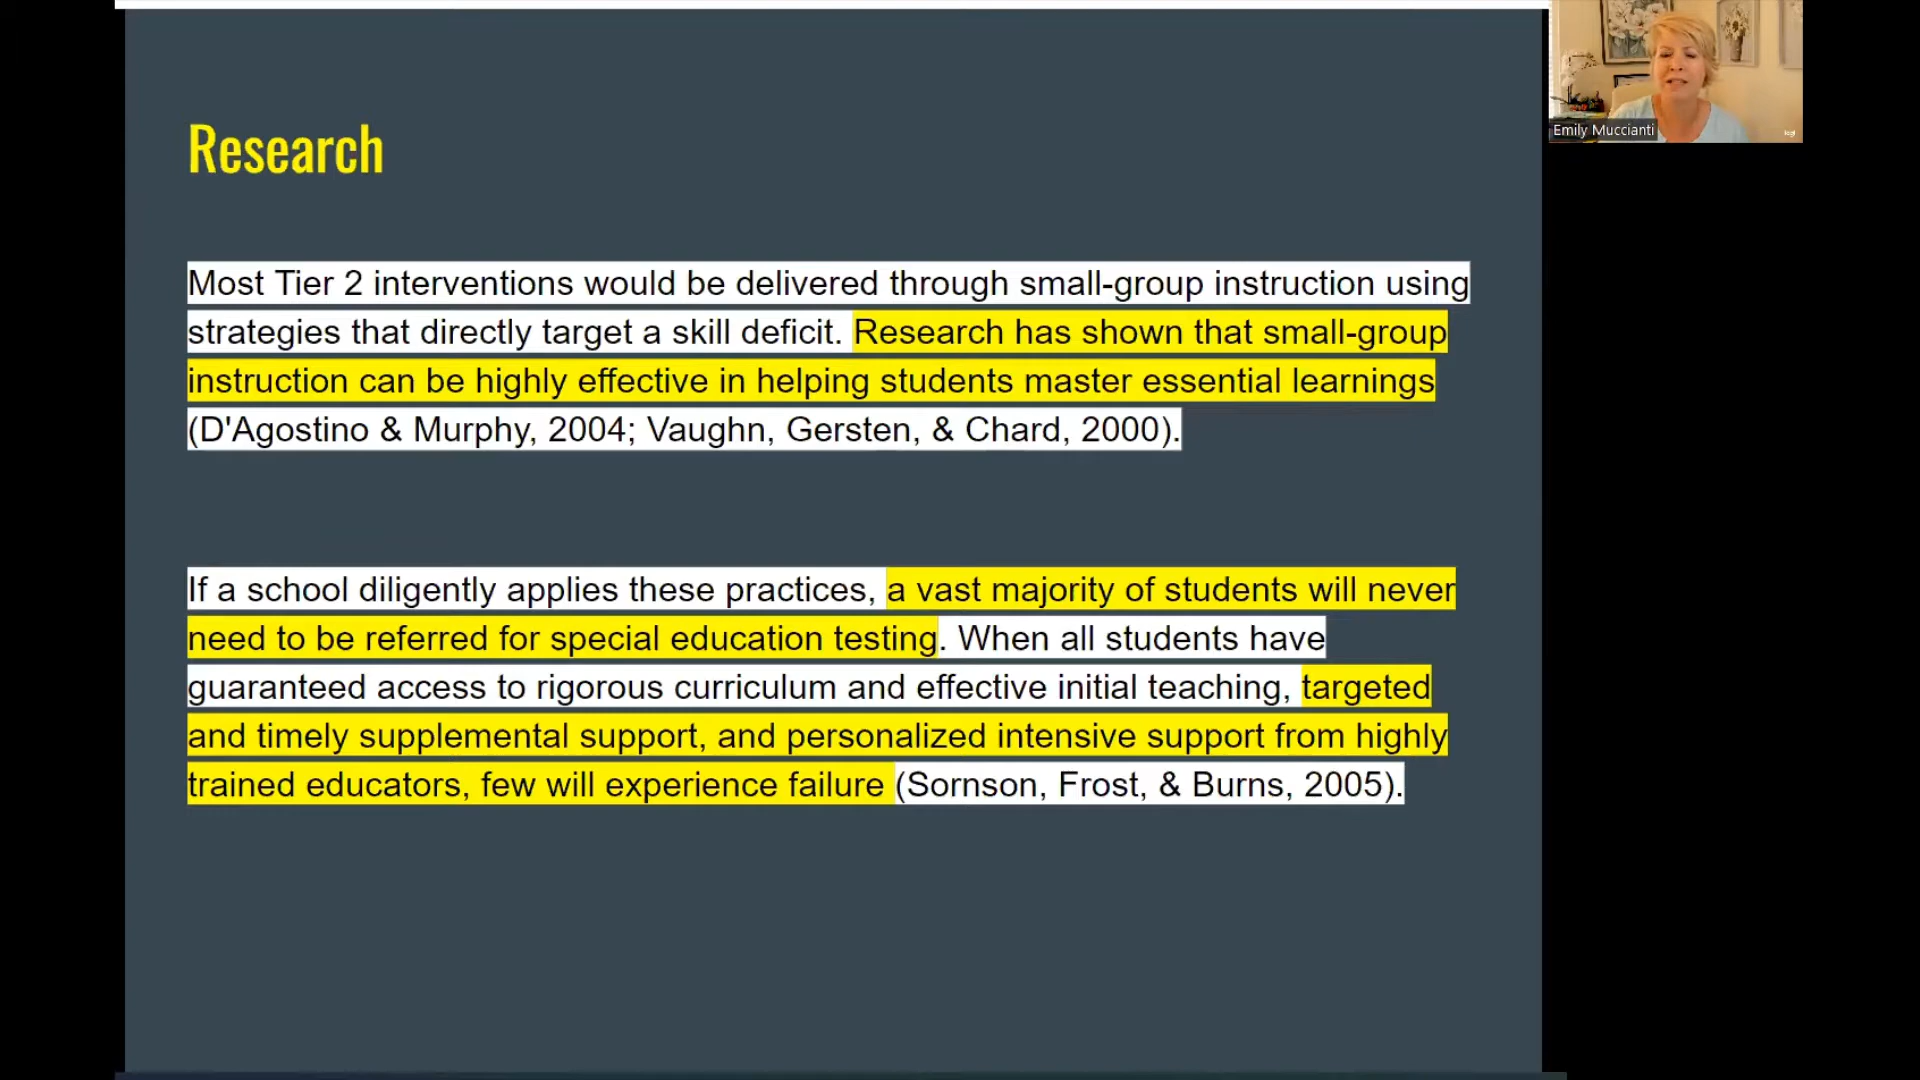 Research
Most Tier 2 interventions would be delivered through small-group instruction using
strategies that directly target a skill deficit. Research has shown that small-group
instruction can be highly effective in helping students master essential learnings
(D'Agostino & Murphy, 2004; Vaughn, Gersten, & Chard, 2000).
If a school diligently applies these practices, a vast majority of students will never
need to be referred for special education testing. When all students have
guaranteed access to rigorous curriculum and effective initial teaching, targeted
and timely supplemental support, and personalized intensive support from highly
trained educators, few will experience failure (Sornson, Frost, & Burns, 2005).
Emily Muccianti